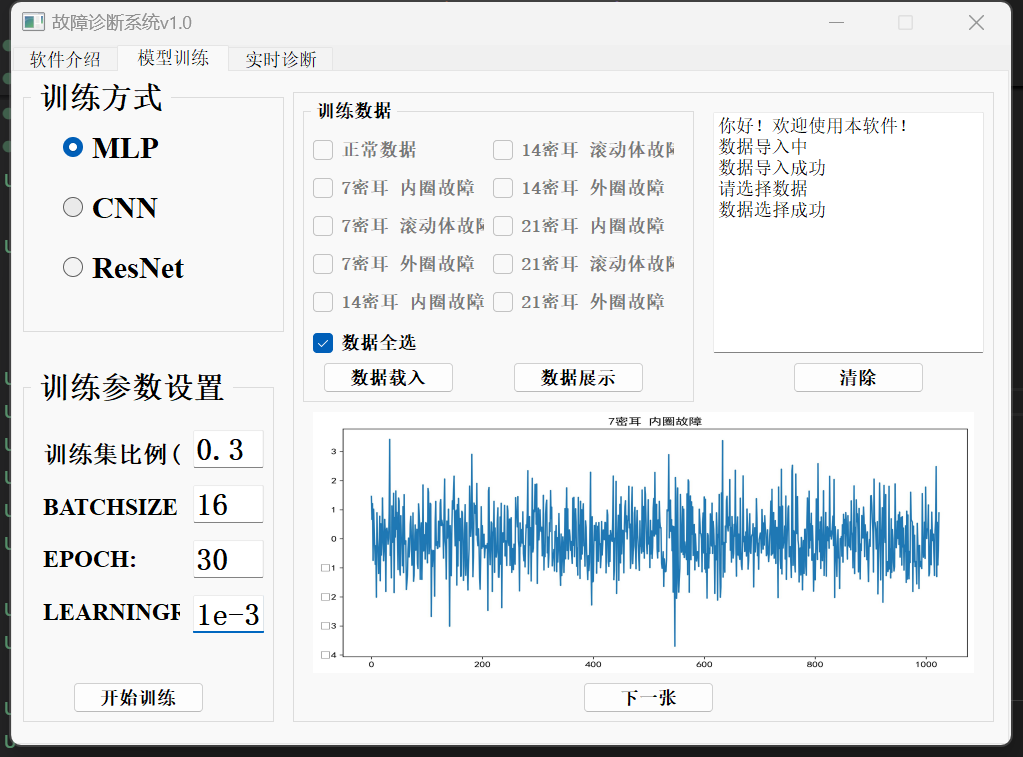 故障诊断系统v1.0
软件介绍 模型训练 实时诊断
训练方式
MLP
CNN
ResNet
训练参数设置
训练集比例(
0.3
BATCHSIZE
16
EPOCH:
30
LEARNINGR
1e-3
开始训练
训练数据
正常数据
14密耳 滚动体故障
7密耳 内圈故障
14密耳 外圈故障
7密耳 滚动体故障
21密耳 内圈故障
7密耳 外圈故障
21密耳 滚动体故障
14密耳 内圈故障
21密耳 外圈故障
数据全选
数据载入
数据展示
你好！欢迎使用本软件！
数据导入中
数据导入成功
请选择数据
数据选择成功
清除
7密耳 内圈故障
3
2
1
0
□1
□2
□3
□4
0 200 400 600 800 1000
下一张